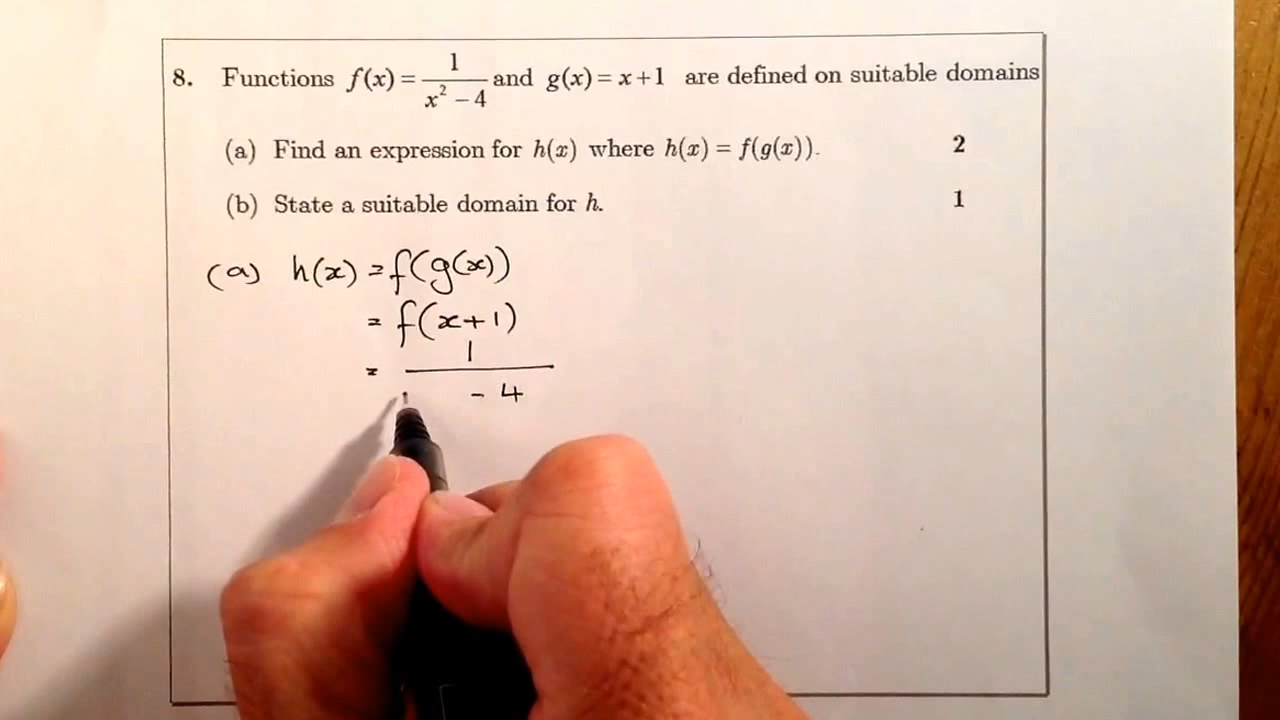 8. Functions f(x) = 1/(x² − 4) and g(x) = x + 1 are defined on suitable domains
(a) Find an expression for h(x) where h(x) = f(g(x)). 2
(b) State a suitable domain for h. 1
(a) h(x) = f(g(x))
= f(x+1)
= 1/( − 4)